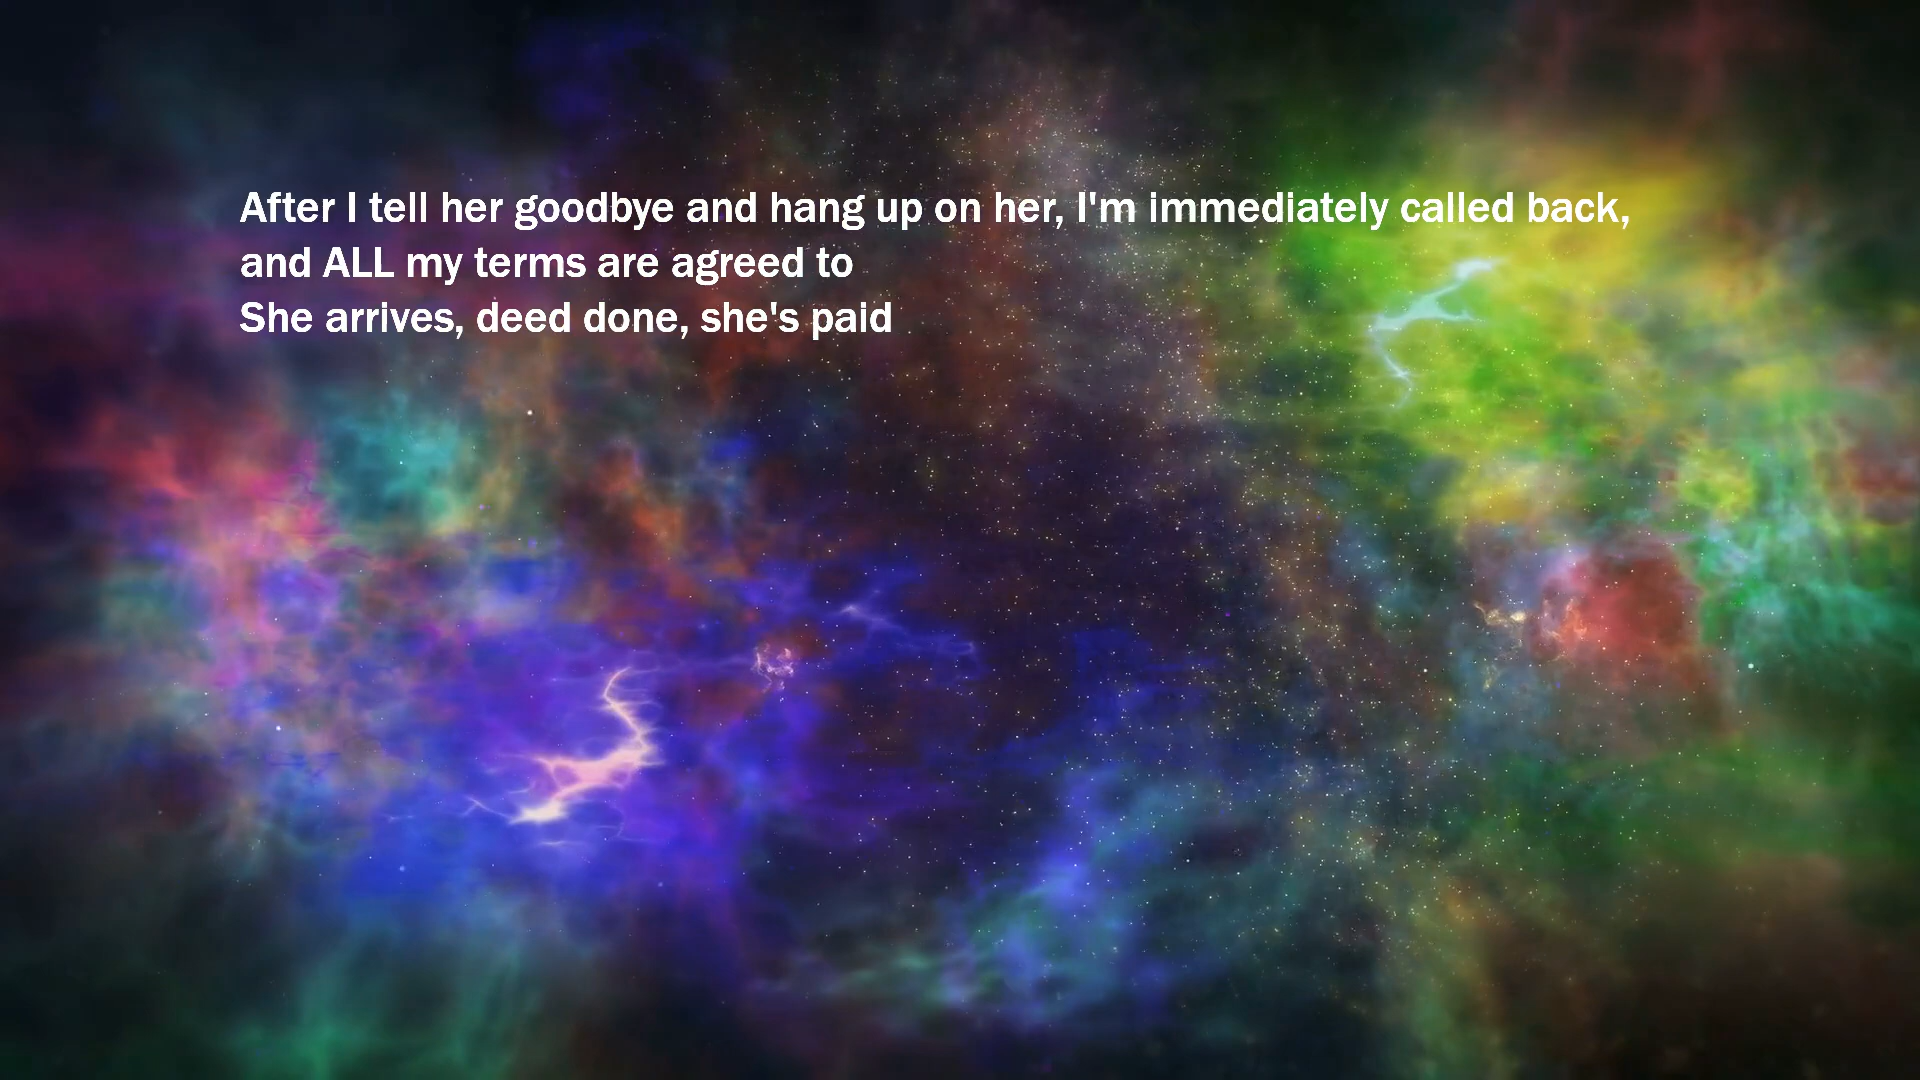 After I tell her goodbye and hang up on her, I'm immediately called back,
and ALL my terms are agreed to
She arrives, deed done, she's paid